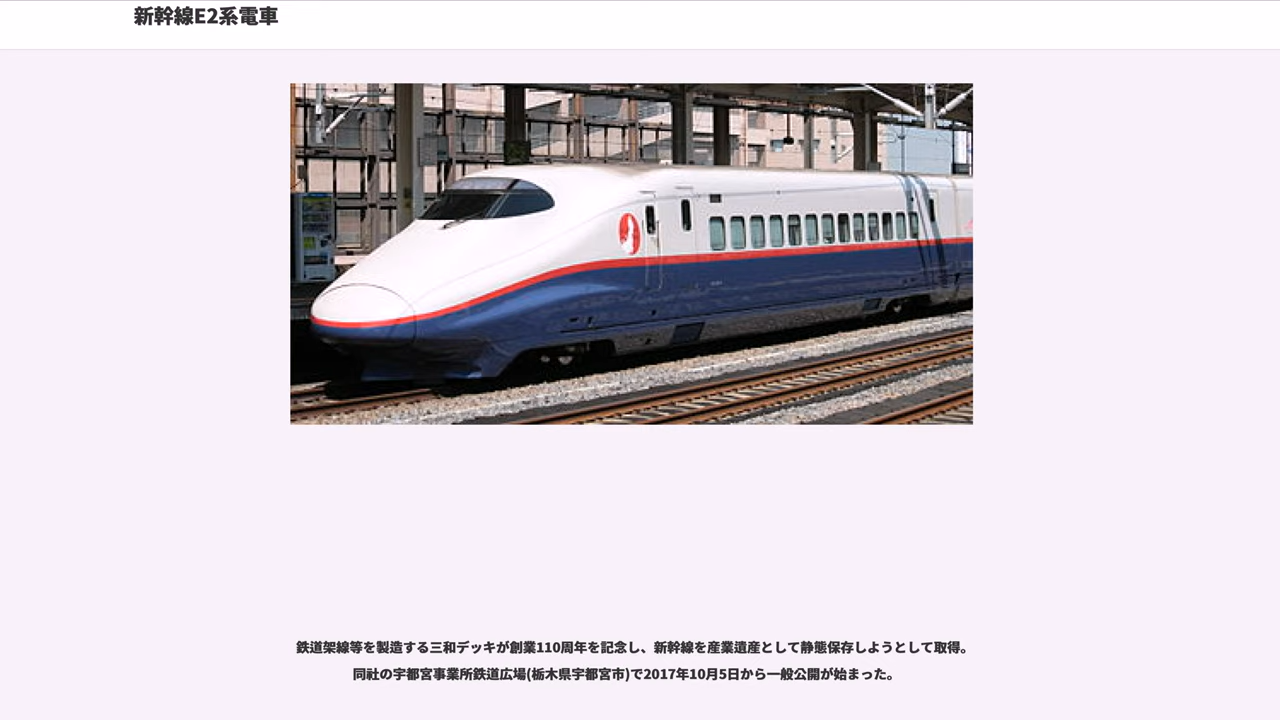 新幹線E2系電車
鉄道架線等を製造する三和デッキが創業110周年を記念し、新幹線を産業遺産として静態保存しようとして取得。
同社の宇都宮事業所鉄道広場(栃木県宇都宮市)で2017年10月5日から一般公開が始まった。